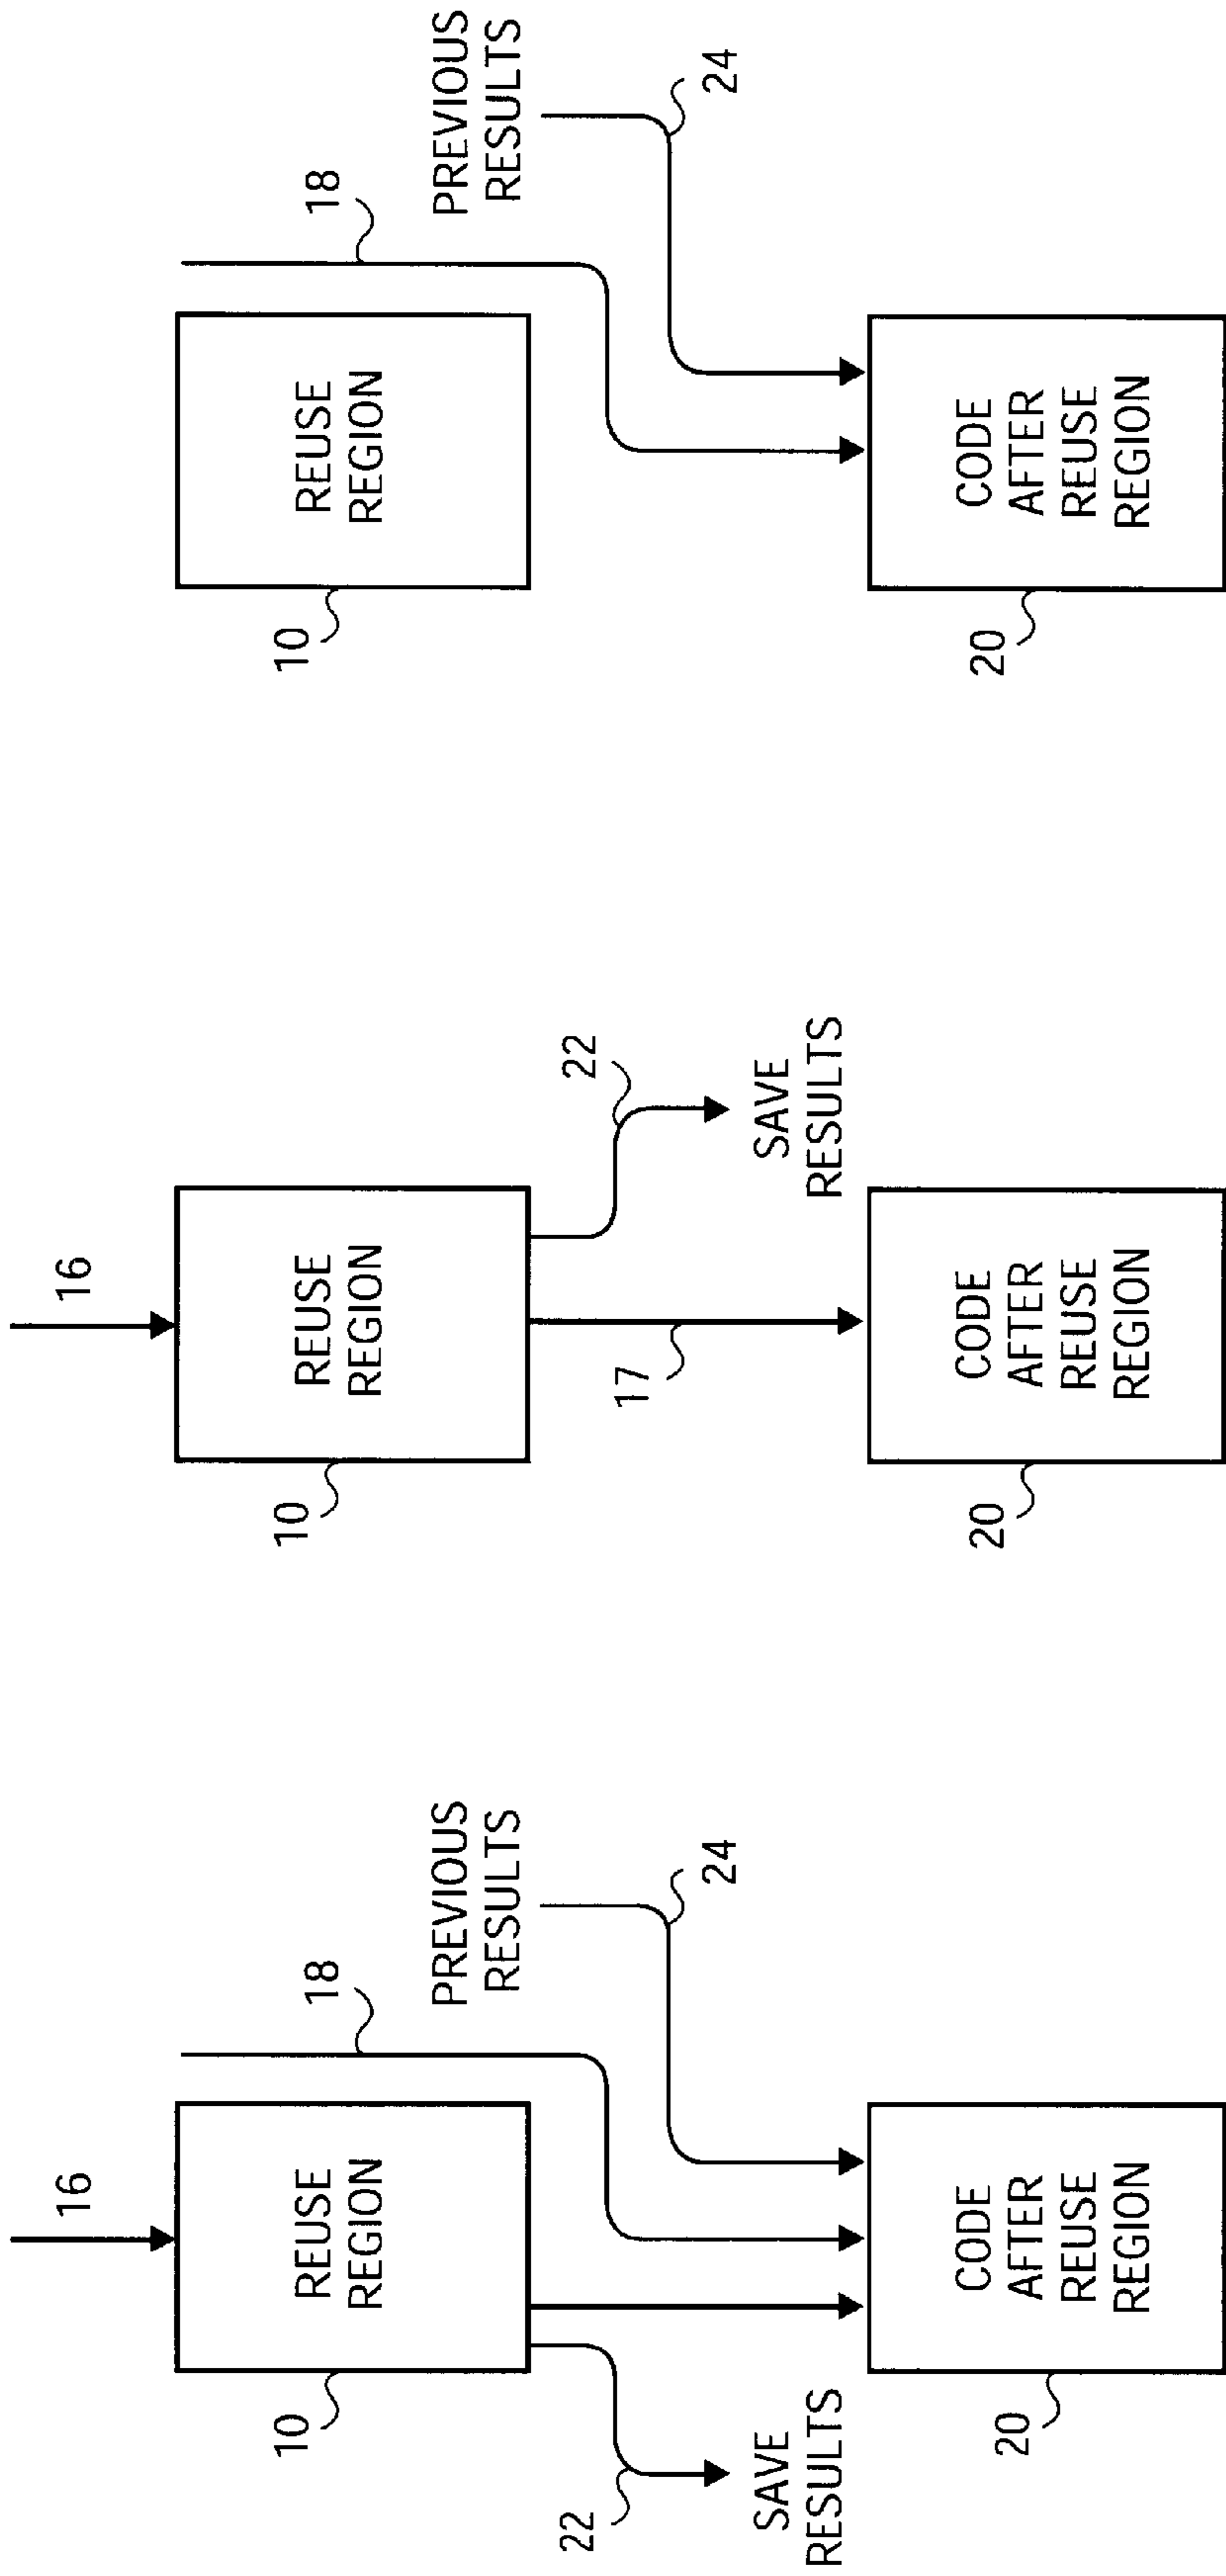 16
10
REUSE
REGION
18
PREVIOUS
RESULTS
22
24
SAVE
RESULTS
20
CODE
AFTER
REUSE
REGION
16
10
REUSE
REGION
22
17
SAVE
RESULTS
20
CODE
AFTER
REUSE
REGION
10
REUSE
REGION
18
PREVIOUS
RESULTS
24
20
CODE
AFTER
REUSE
REGION